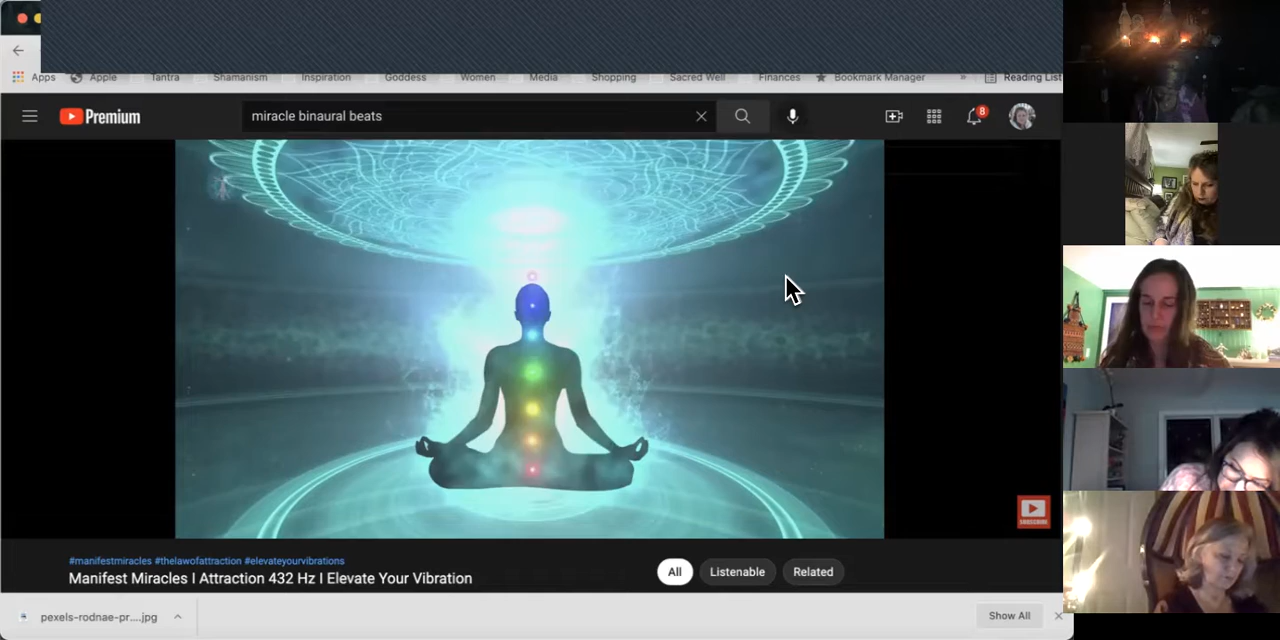 Apps Apple Tantra Shamanism Inspiration Goddess Women Media Shopping Sacred Well Finances Bookmark Manager » Reading List
Premium miracle binaural beats 8
SUBSCRIBE
#manifestmiracles #thelawofattraction #elevateyourvibrations
Manifest Miracles I Attraction 432 Hz I Elevate Your Vibration All Listenable Related
pexels-rodnae-pr....jpg Show All